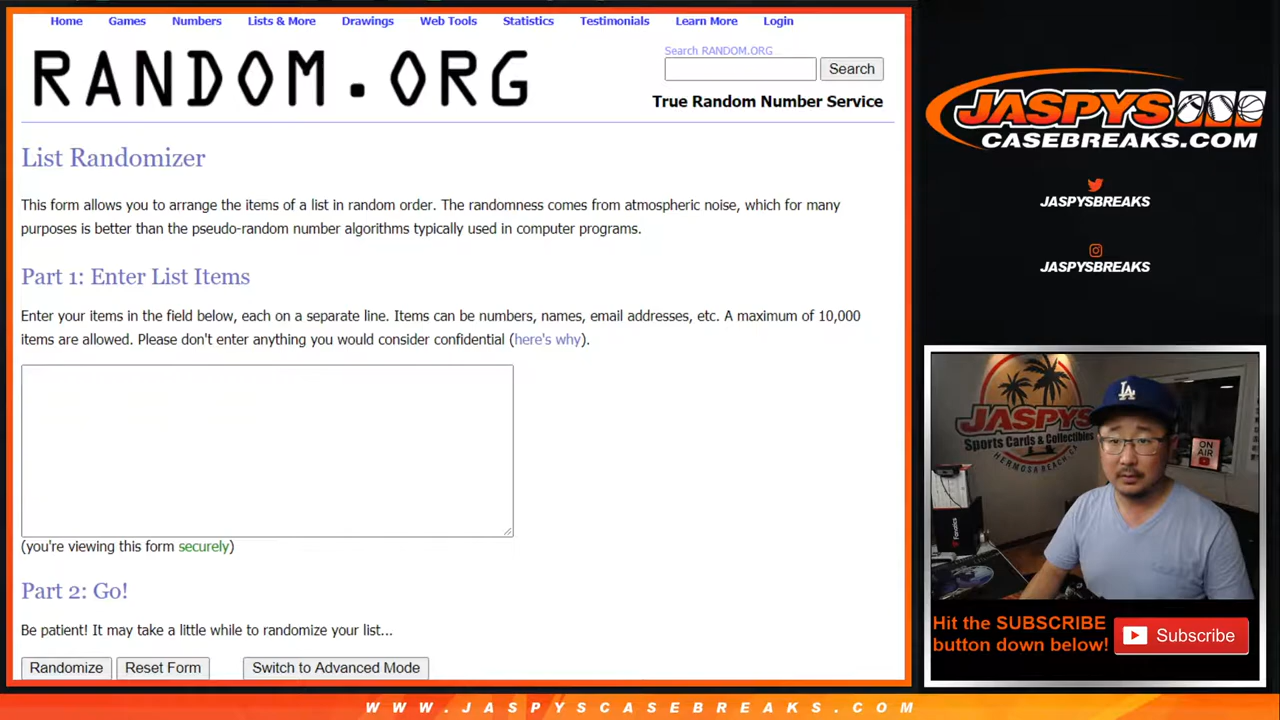 Home Games Numbers Lists & More Drawings Web Tools Statistics Testimonials Learn More Login
RANDOM.ORG
Search RANDOM.ORG
Search
True Random Number Service
List Randomizer
This form allows you to arrange the items of a list in random order. The randomness comes from atmospheric noise, which for many
purposes is better than the pseudo-random number algorithms typically used in computer programs.
Part 1: Enter List Items
Enter your items in the field below, each on a separate line. Items can be numbers, names, email addresses, etc. A maximum of 10,000
items are allowed. Please don't enter anything you would consider confidential (here's why).
(you're viewing this form securely)
Part 2: Go!
Be patient! It may take a little while to randomize your list...
Randomize Reset Form Switch to Advanced Mode
JASPYS
CASEBREAKS.COM
JASPYSBREAKS
JASPYSBREAKS
JASPYS
Sports Cards & Collectibles
HERMOSA BEACH, CA
LA
ON
AIR
Fanatics
Hit the SUBSCRIBE
button down below!
Subscribe
WWW.JASPYSCASEBREAKS.COM